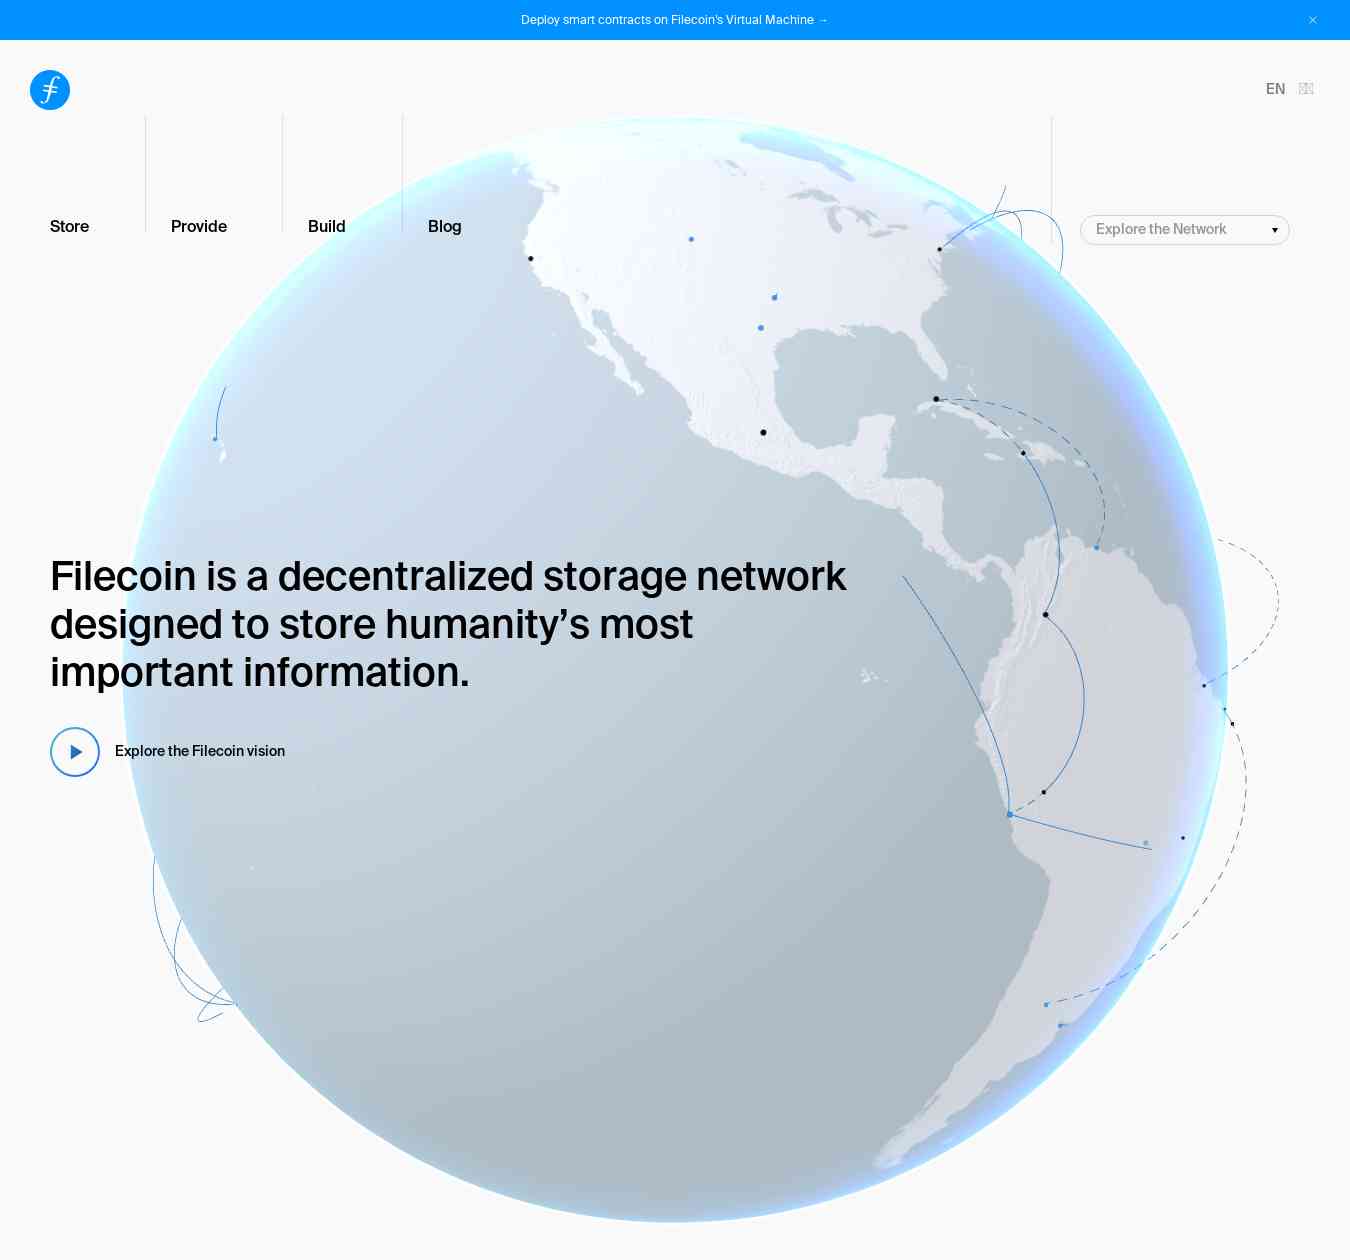 Deploy smart contracts on Filecoin's Virtual Machine →
EN
Store
Provide
Build
Blog
Explore the Network
Filecoin is a decentralized storage network
designed to store humanity’s most
important information.
Explore the Filecoin vision